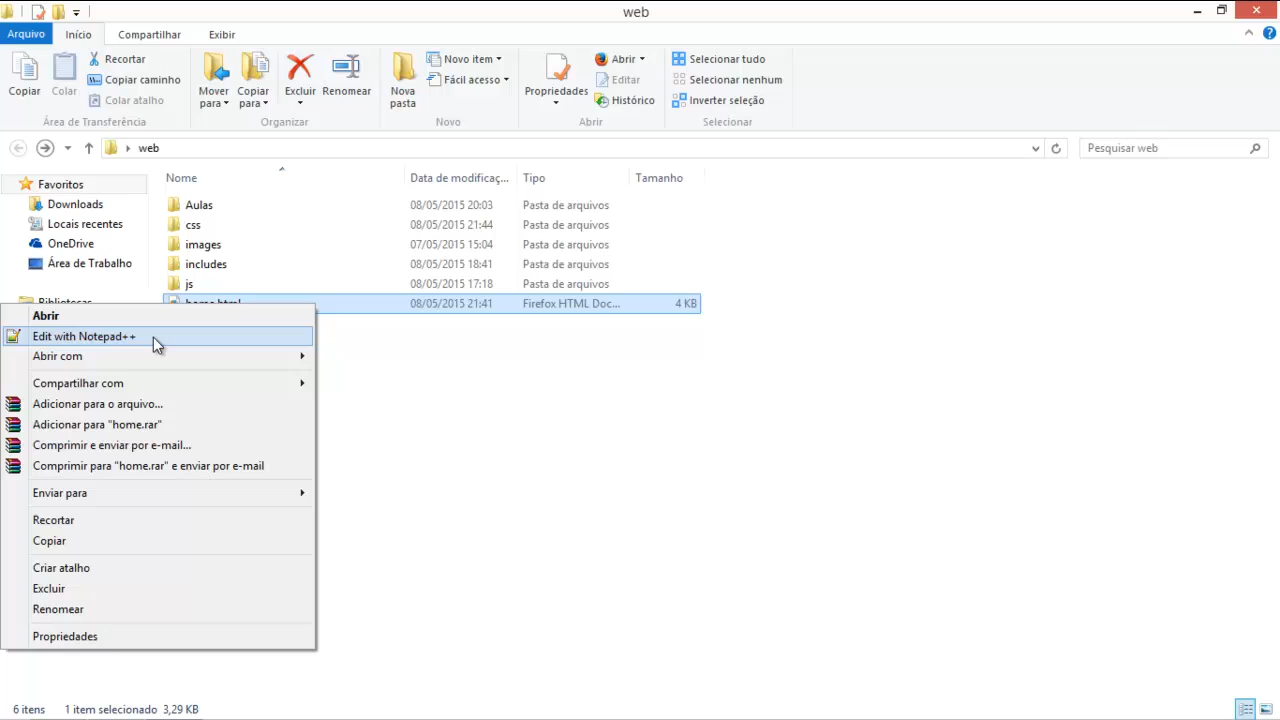 web
Arquivo Início Compartilhar Exibir
Copiar
Colar
Recortar
Copiar caminho
Colar atalho
Área de Transferência
Mover para
Copiar para
Excluir
Renomear
Organizar
Nova pasta
Novo item
Fácil acesso
Novo
Propriedades
Abrir
Editar
Histórico
Abrir
Selecionar tudo
Selecionar nenhum
Inverter seleção
Selecionar
web
Pesquisar web
Favoritos
Downloads
Locais recentes
OneDrive
Área de Trabalho
Bibliotecas
Nome Data de modificaç... Tipo Tamanho
Aulas 08/05/2015 20:03 Pasta de arquivos
css 08/05/2015 21:44 Pasta de arquivos
images 07/05/2015 15:04 Pasta de arquivos
includes 08/05/2015 18:41 Pasta de arquivos
js 08/05/2015 17:18 Pasta de arquivos
home.html 08/05/2015 21:41 Firefox HTML Doc... 4 KB
Abrir
Edit with Notepad++
Abrir com
Compartilhar com
Adicionar para o arquivo...
Adicionar para "home.rar"
Comprimir e enviar por e-mail...
Comprimir para "home.rar" e enviar por e-mail
Enviar para
Recortar
Copiar
Criar atalho
Excluir
Renomear
Propriedades
6 itens 1 item selecionado 3,29 KB